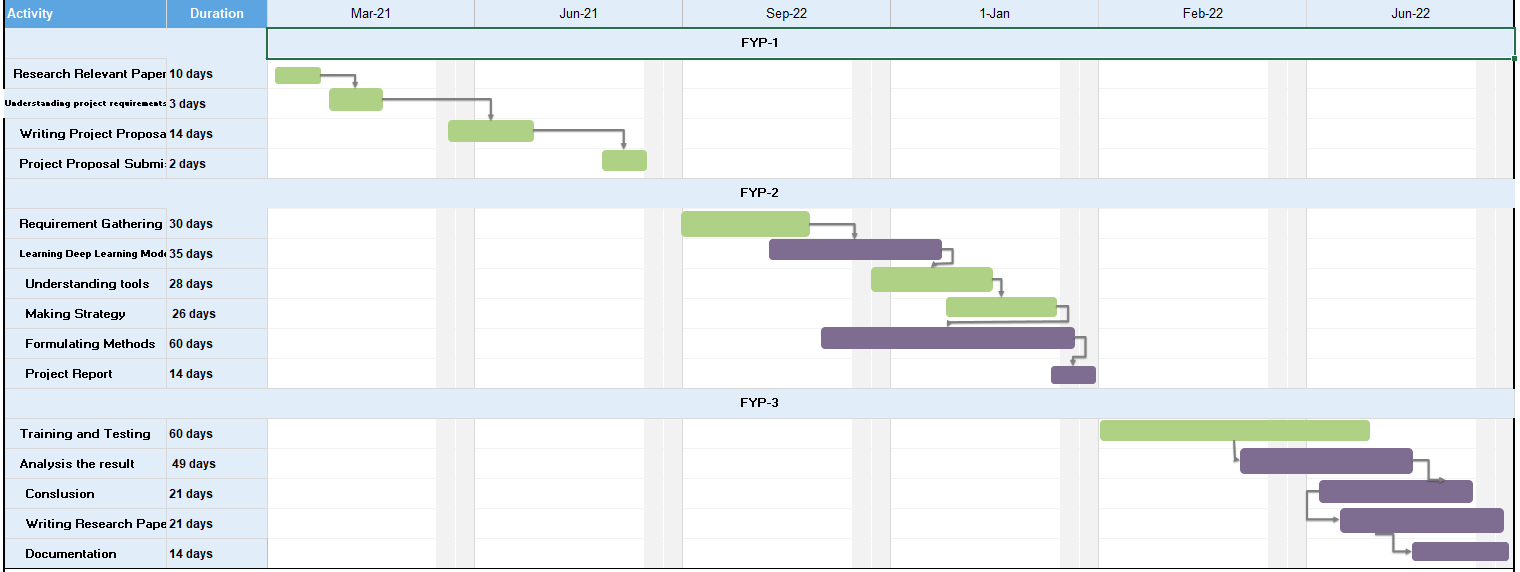 Activity Duration Mar-21 Jun-21 Sep-22 1-Jan Feb-22 Jun-22
FYP-1
Research Relevant Paper 10 days
Understanding project requirements 3 days
Writing Project Proposa 14 days
Project Proposal Submi 2 days
FYP-2
Requirement Gathering 30 days
Learning Deep Learning Mode 35 days
Understanding tools 28 days
Making Strategy 26 days
Formulating Methods 60 days
Project Report 14 days
FYP-3
Training and Testing 60 days
Analysis the result 49 days
Conslusion 21 days
Writing Research Pape 21 days
Documentation 14 days